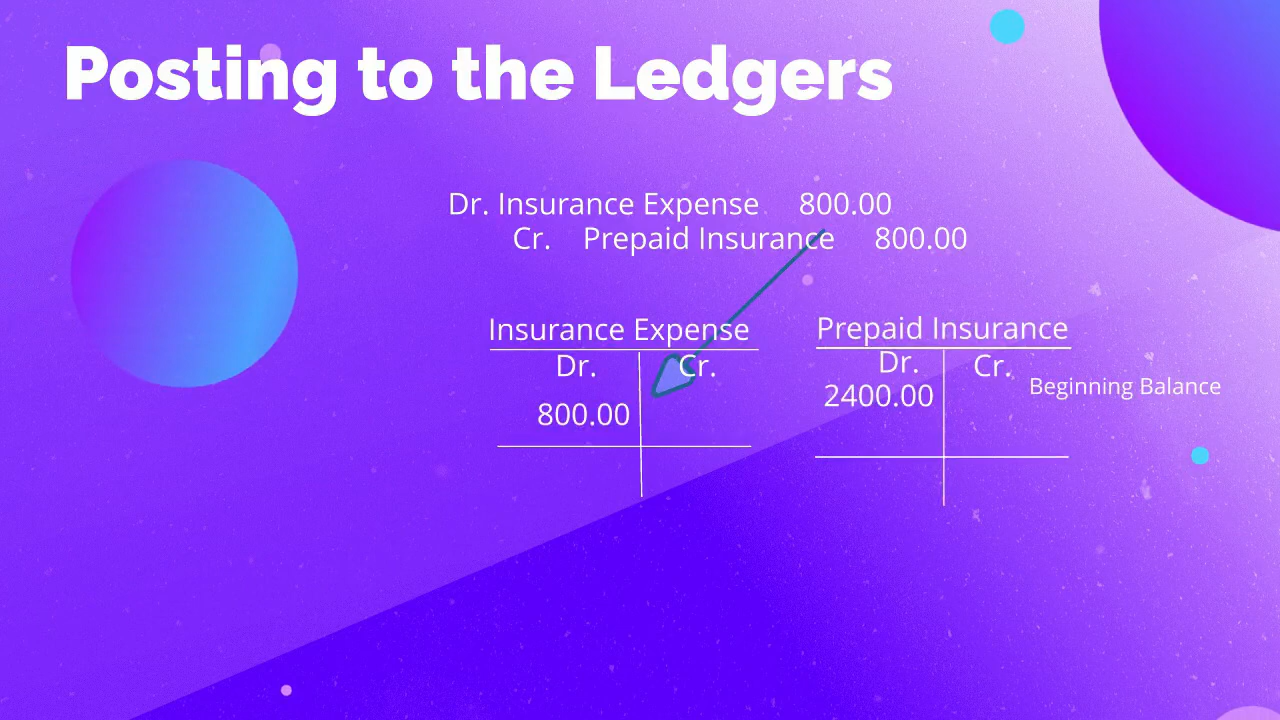 Posting to the Ledgers
Dr. Insurance Expense 800.00
Cr. Prepaid Insurance 800.00
Insurance Expense
Dr. Cr.
800.00
Prepaid Insurance
Dr. Cr.
2400.00 Beginning Balance